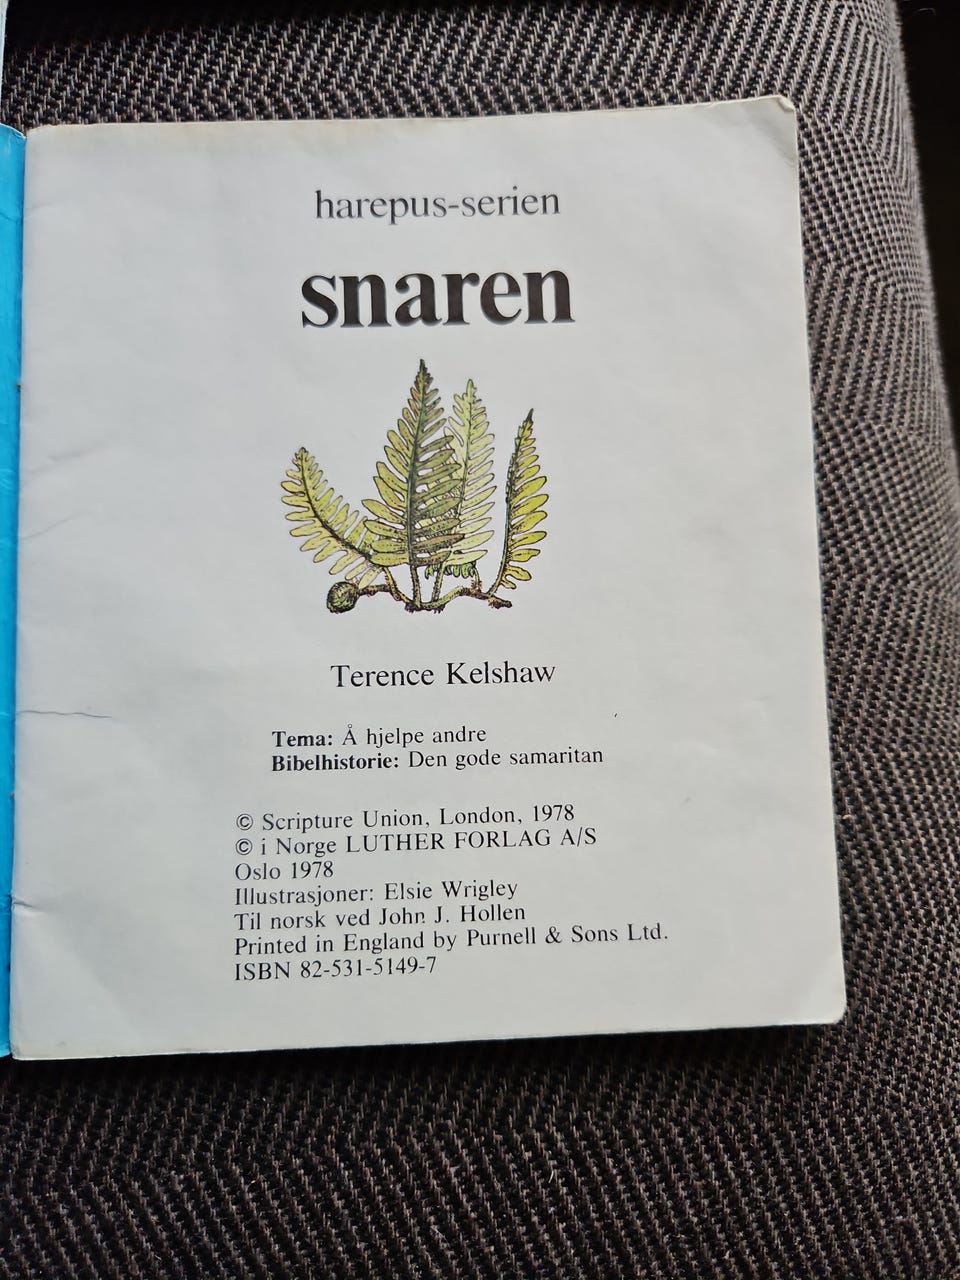 harepus-serien
snaren
Terence Kelshaw
Tema: Å hjelpe andre
Bibelhistorie: Den gode samaritan
© Scripture Union, London, 1978
© i Norge LUTHER FORLAG A/S
Oslo 1978
Illustrasjoner: Elsie Wrigley
Til norsk ved John J. Hollen
Printed in England by Purnell & Sons Ltd.
ISBN 82-531-5149-7